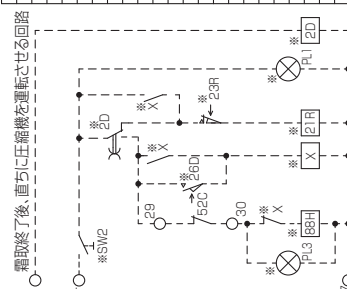 霜取終了後、直ちに圧縮機を運転させる回路
※SW2
※2D
※X
※23R
※X
※26D
29
52C
30
※X
※
2D
※
PL1
※
21R
※
X
※
88H
※
PL3